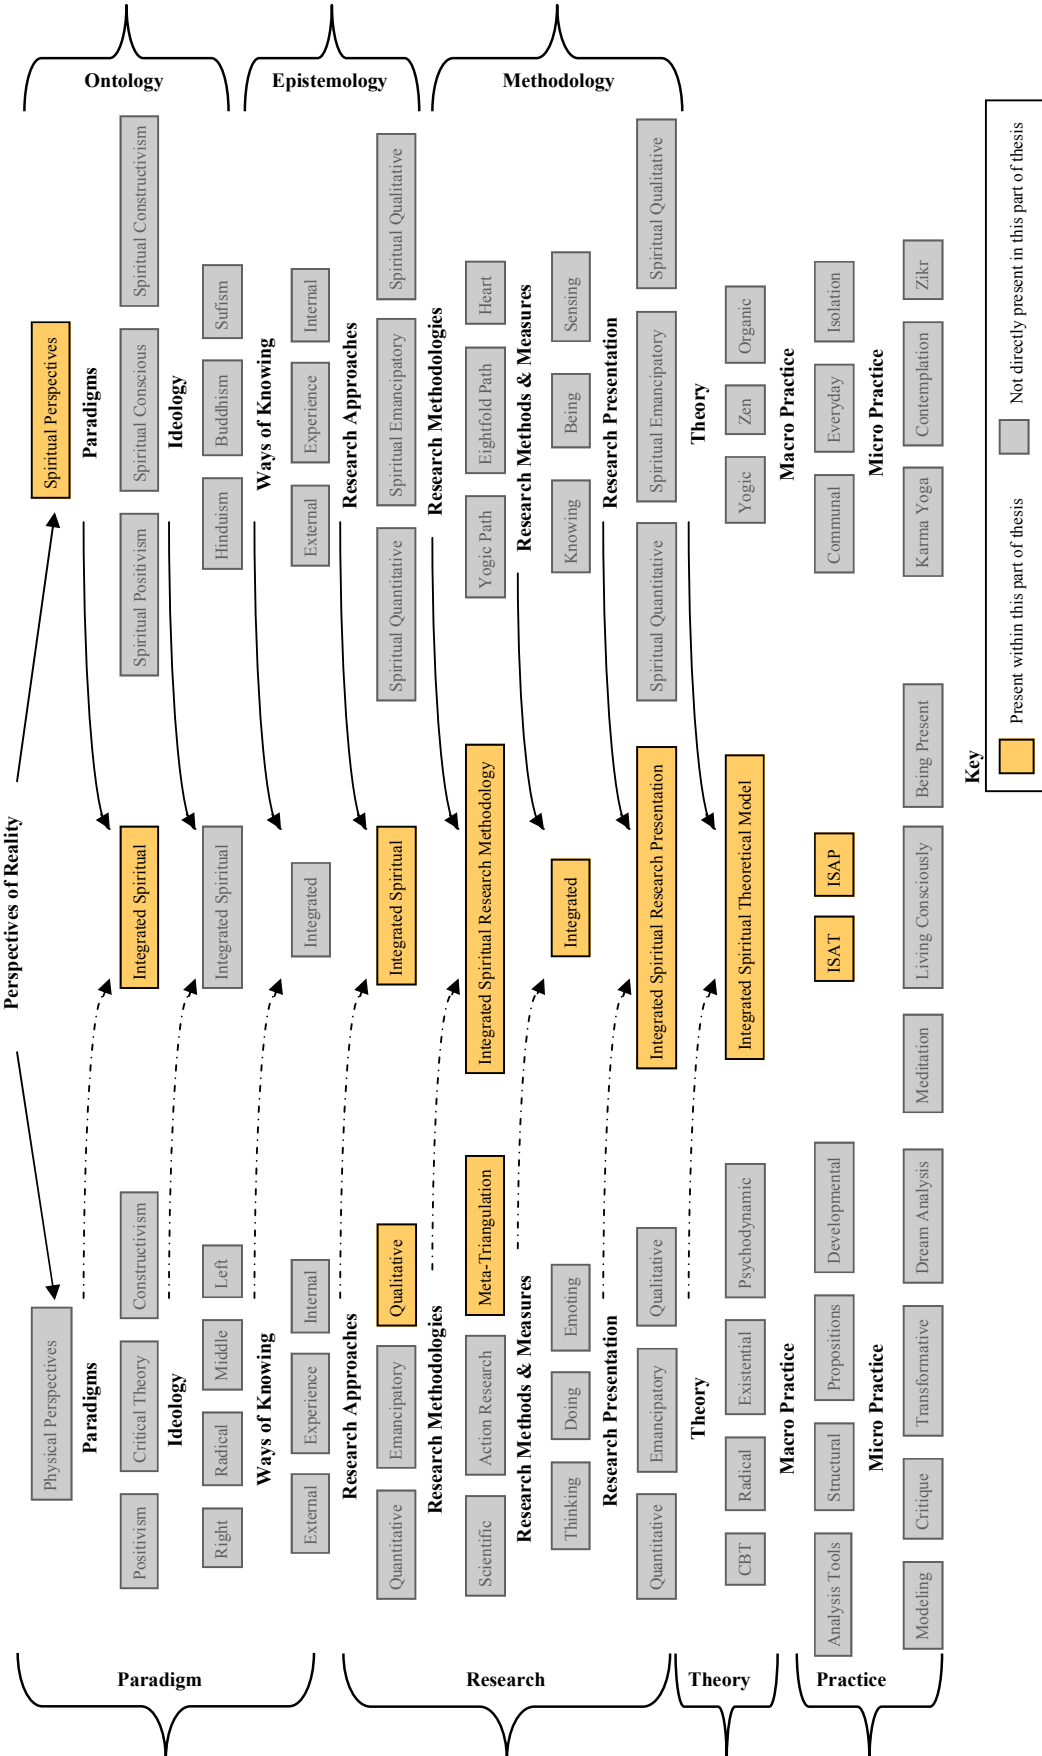 Perspectives of Reality
Physical Perspectives
Spiritual Perspectives
Paradigms
Paradigms
Positivism
Critical Theory
Constructivism
Integrated Spiritual
Spiritual Positivism
Spiritual Conscious
Spiritual Constructivism
Ontology
Ideology
Ideology
Paradigm
Right
Radical
Middle
Left
Integrated Spiritual
Hinduism
Buddhism
Sufism
Ways of Knowing
Ways of Knowing
External
Experience
Internal
Integrated
External
Experience
Internal
Epistemology
Research Approaches
Research Approaches
Quantitative
Emancipatory
Qualitative
Integrated Spiritual
Spiritual Quantitative
Spiritual Emancipatory
Spiritual Qualitative
Research Methodologies
Research Methodologies
Research
Scientific
Action Research
Meta-Triangulation
Integrated Spiritual Research Methodology
Yogic Path
Eightfold Path
Heart
Methodology
Research Methods & Measures
Research Methods & Measures
Thinking
Doing
Emoting
Integrated
Knowing
Being
Sensing
Research Presentation
Research Presentation
Quantitative
Emancipatory
Qualitative
Integrated Spiritual Research Presentation
Spiritual Quantitative
Spiritual Emancipatory
Spiritual Qualitative
Theory
Theory
Theory
CBT
Radical
Existential
Psychodynamic
Integrated Spiritual Theoretical Model
Yogic
Zen
Organic
Macro Practice
Macro Practice
Practice
Analysis Tools
Structural
Propositions
Developmental
ISAT
ISAP
Communal
Everyday
Isolation
Micro Practice
Micro Practice
Modeling
Critique
Transformative
Dream Analysis
Meditation
Living Consciously
Being Present
Karma Yoga
Contemplation
Zikr
Key
Present within this part of thesis
Not directly present in this part of thesis